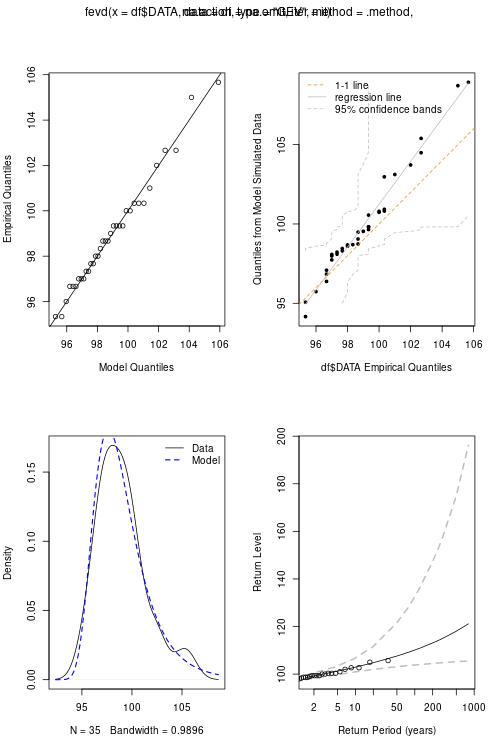 fevd(x = df$DATA, method = .method,
106
104
102
100
98
96
Empirical Quantiles
96 98 100 102 104 106
Model Quantiles
1-1 line
regression line
95% confidence bands
105
100
95
Quantiles from Model Simulated Data
96 98 100 102 104 106
df$DATA Empirical Quantiles
Data
Model
0.15
0.10
0.05
0.00
Density
95 100 105
N = 35 Bandwidth = 0.9896
200
180
160
140
120
100
Return Level
2 5 10 50 200 1000
Return Period (years)